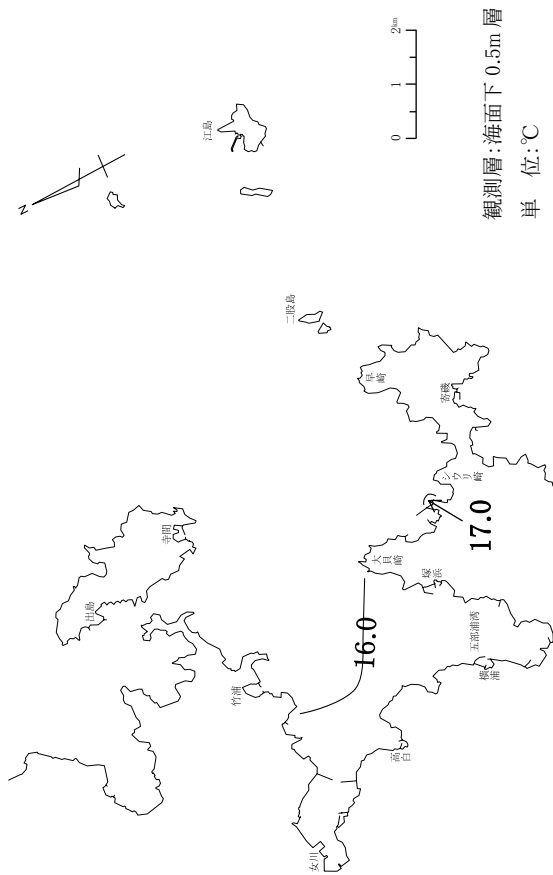 N
江島
二股島
早崎
寄磯
シウリ崎
17.0
大貝崎
塚浜
五部浦湾
横浦
高白
16.0
竹浦
女川
出島
寺間
0 1 2km
観測層:海面下 0.5m 層
単 位:℃